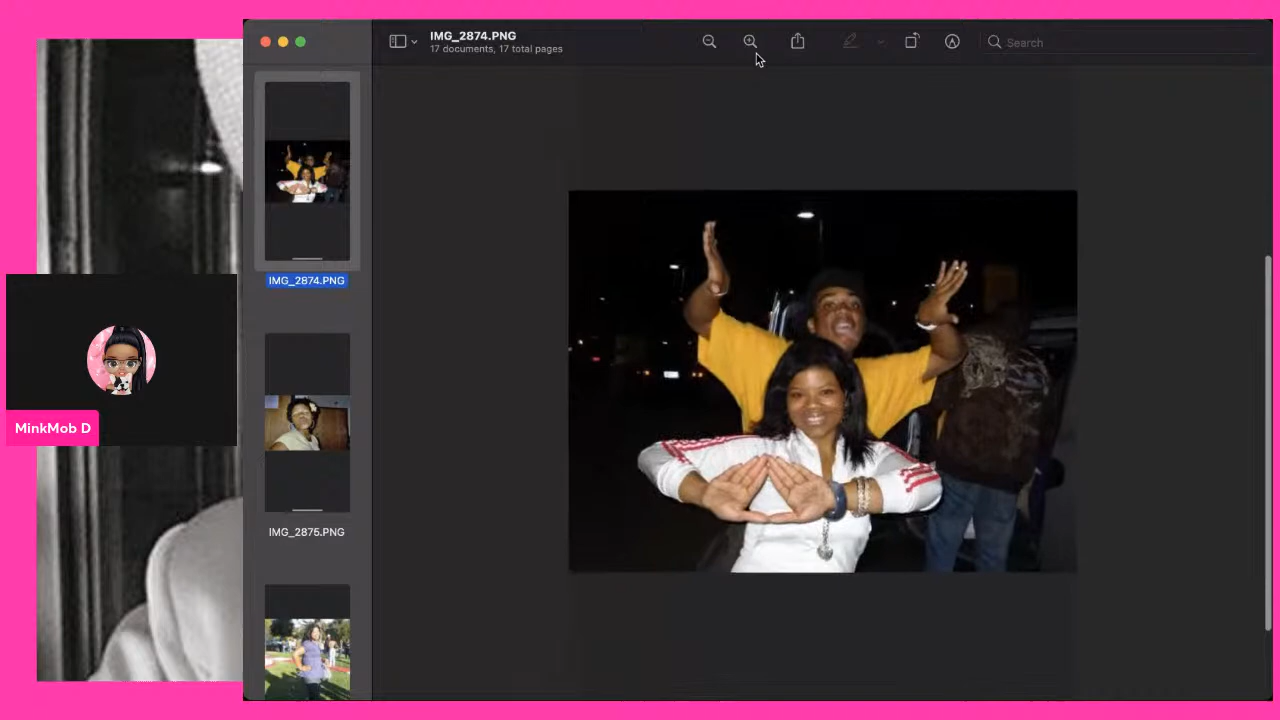 IMG_2874.PNG
17 documents, 17 total pages
Search
IMG_2874.PNG
MinkMob D
IMG_2875.PNG